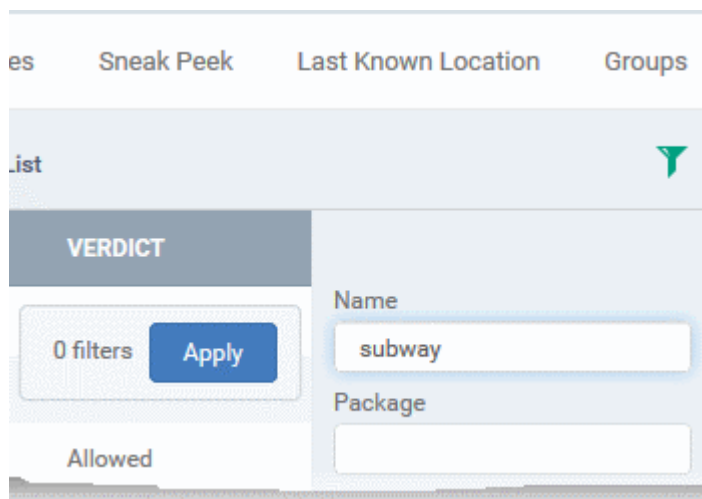 es Sneak Peek Last Known Location Groups
List
VERDICT
Name
0 filters Apply
subway
Package
Allowed